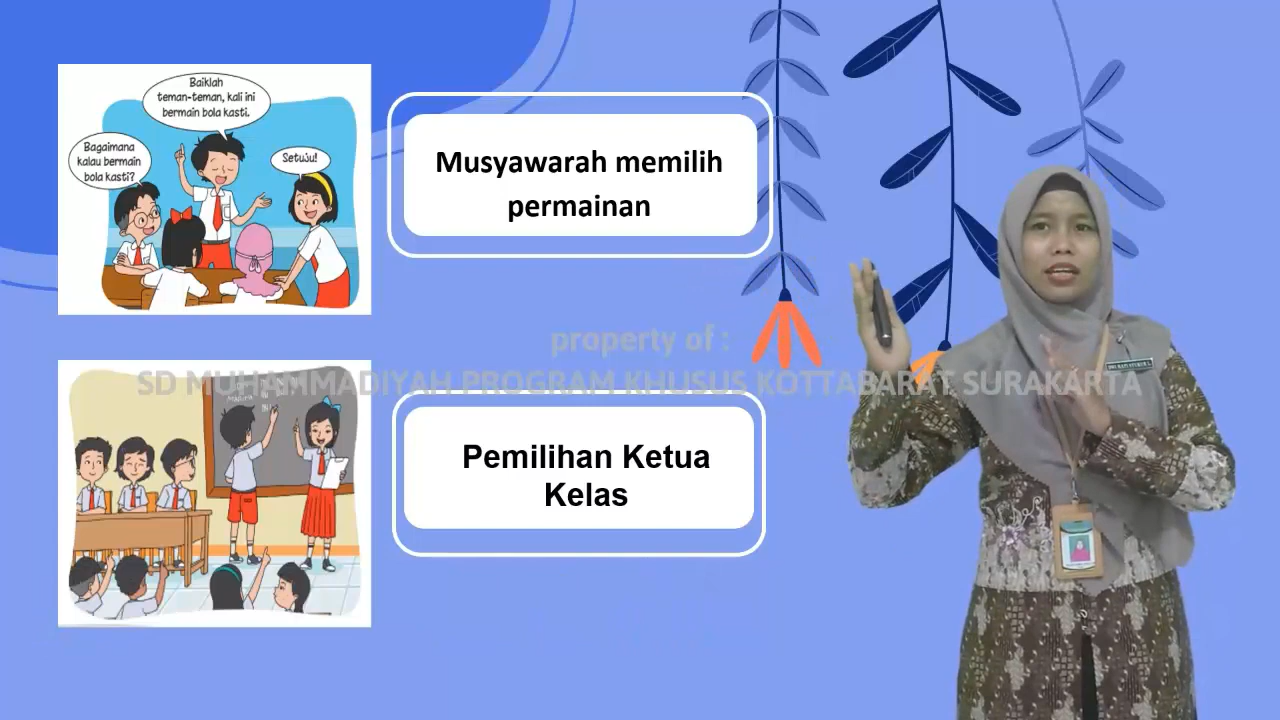 Baiklah
teman-teman, kali ini
bermain bola kasti.
Bagaimana
kalau bermain
bola kasti?
Setuju!
Musyawarah memilih
permainan
property of :
SD MUHAMMADIYAH PROGRAM KHUSUS KOTTABARAT SURAKARTA
Pemilihan Ketua
Kelas